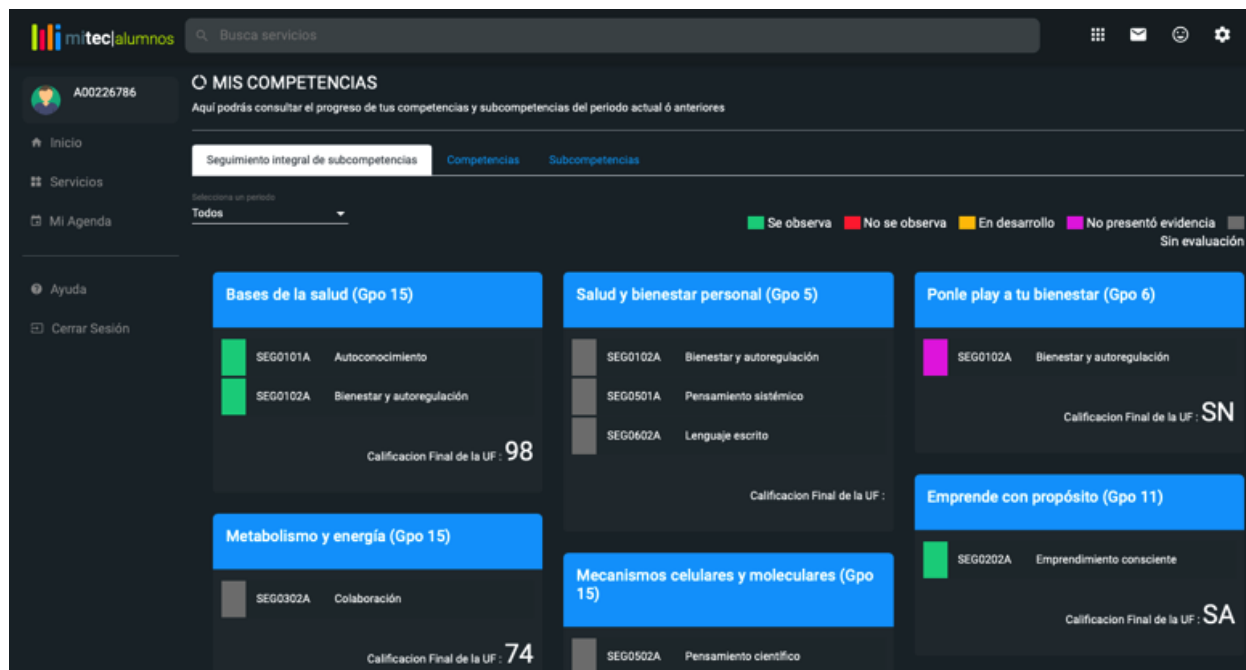 mitec|alumnos
Busca servicios
A00226786
Inicio
Servicios
Mi Agenda
Ayuda
Cerrar Sesión
MIS COMPETENCIAS
Aquí podrás consultar el progreso de tus competencias y subcompetencias del periodo actual ó anteriores
Seguimiento integral de subcompetencias Competencias Subcompetencias
Selecciona un periodo
Todos
Se observa No se observa En desarrollo No presentó evidencia
Sin evaluación
Bases de la salud (Gpo 15)
SEG0101A Autoconocimiento
SEG0102A Bienestar y autoregulación
Calificacion Final de la UF : 98
Metabolismo y energía (Gpo 15)
SEG0302A Colaboración
Calificacion Final de la UF : 74
Salud y bienestar personal (Gpo 5)
SEG0102A Bienestar y autoregulación
SEG0501A Pensamiento sistémico
SEG0602A Lenguaje escrito
Calificacion Final de la UF :
Mecanismos celulares y moleculares (Gpo
15)
SEG0502A Pensamiento científico
Ponle play a tu bienestar (Gpo 6)
SEG0102A Bienestar y autoregulación
Calificacion Final de la UF : SN
Emprende con propósito (Gpo 11)
SEG0202A Emprendimiento consciente
Calificacion Final de la UF : SA